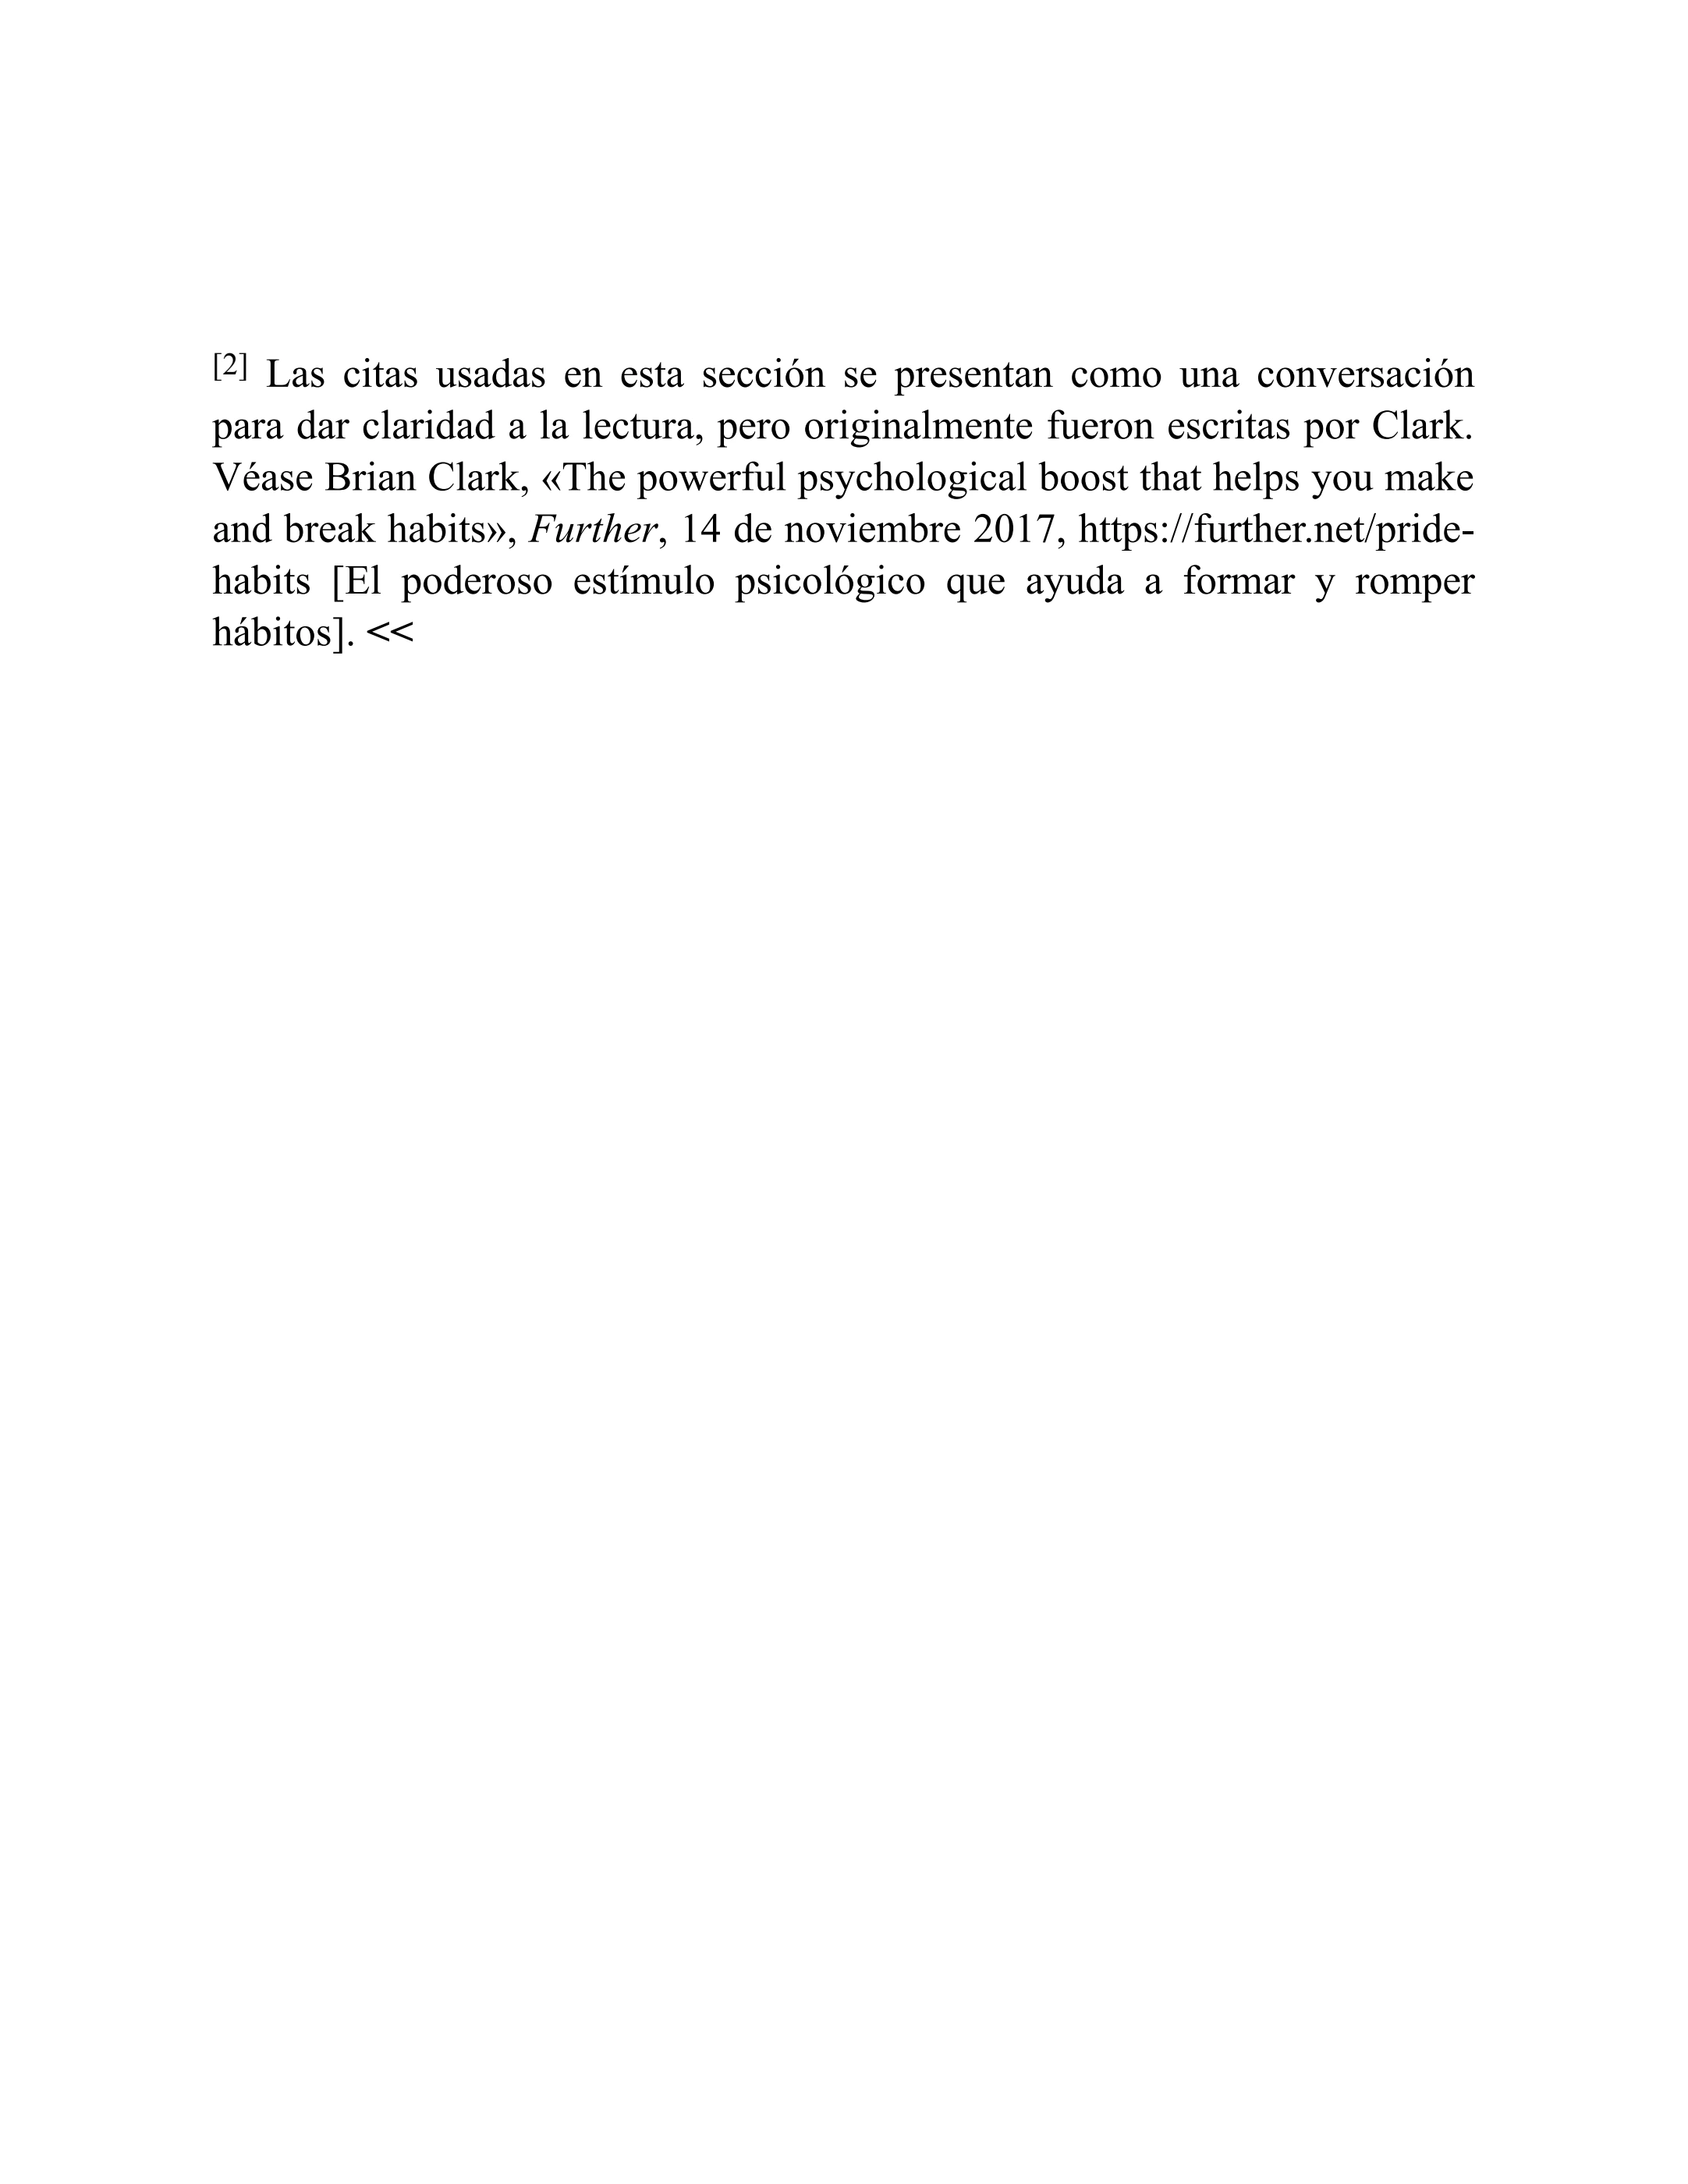 [2] Las citas usadas en esta sección se presentan como una conversación
para dar claridad a la lectura, pero originalmente fueron escritas por Clark.
Véase Brian Clark, «The powerful psychological boost that helps you make
and break habits», Further, 14 de noviembre 2017, https://further.net/pride-
habits [El poderoso estímulo psicológico que ayuda a formar y romper
hábitos]. <<